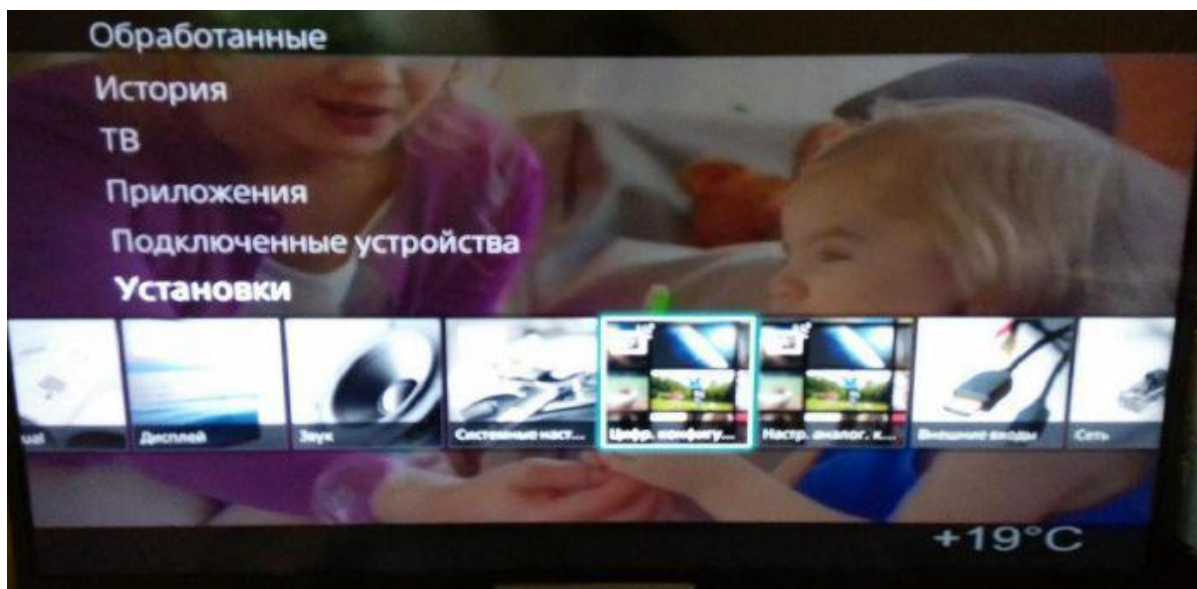 Обработанные
История
ТВ
Приложения
Подключенные устройства
Установки
ual
Дисплей
Звук
Системные наст...
Цифр. конфигу...
Настр. аналог. к...
Внешние входы
Сеть
+19°C